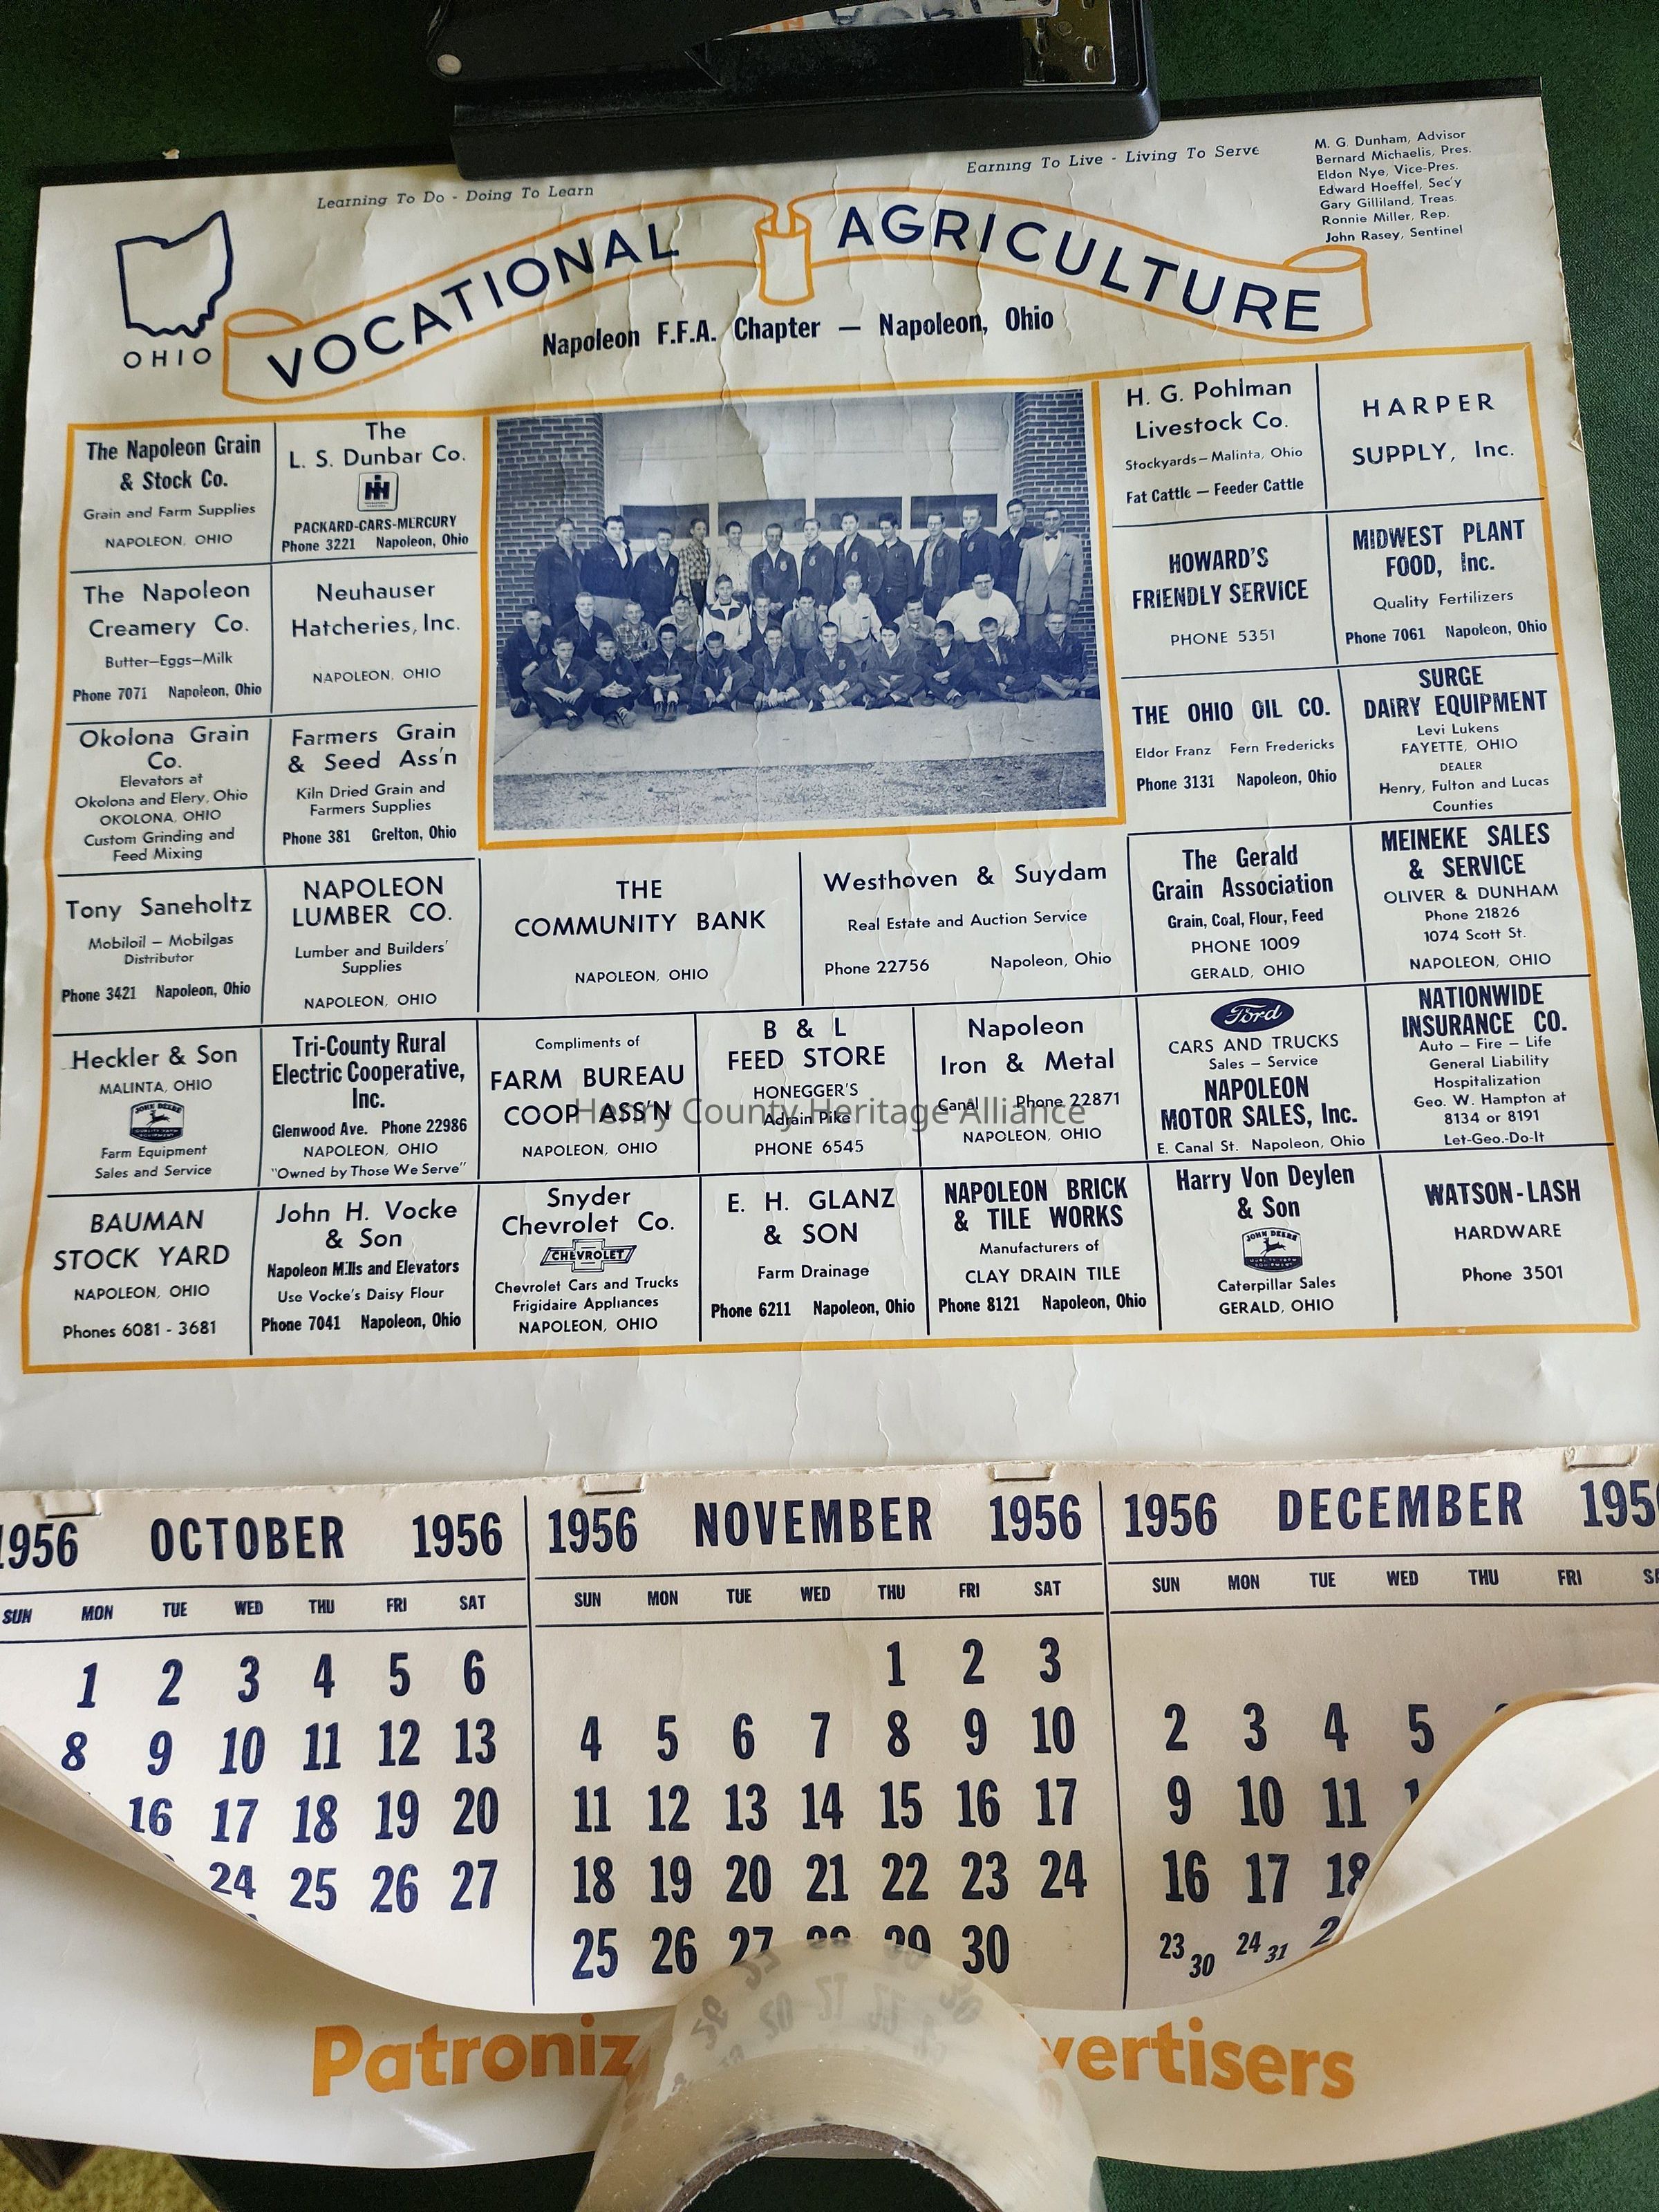 Learning To Do - Doing To Learn
Earning To Live - Living To Serve
M. G. Dunham, Advisor
Bernard Michaelis, Pres.
Eldon Nye, Vice-Pres.
Edward Hoeffel, Sec'y
Gary Gilliland, Treas.
Ronnie Miller, Rep.
John Rasey, Sentinel
OHIO
VOCATIONAL AGRICULTURE
Napoleon F.F.A. Chapter — Napoleon, Ohio
The Napoleon Grain
& Stock Co.
Grain and Farm Supplies
NAPOLEON, OHIO
The
L. S. Dunbar Co.
IH
PACKARD-CARS-MERCURY
Phone 3221 Napoleon, Ohio
H. G. Pohlman
Livestock Co.
Stockyards—Malinta, Ohio
Fat Cattle — Feeder Cattle
HARPER
SUPPLY, Inc.
The Napoleon
Creamery Co.
Butter—Eggs—Milk
Phone 7071 Napoleon, Ohio
Neuhauser
Hatcheries, Inc.
NAPOLEON, OHIO
HOWARD'S
FRIENDLY SERVICE
PHONE 5351
MIDWEST PLANT
FOOD, Inc.
Quality Fertilizers
Phone 7061 Napoleon, Ohio
Okolona Grain
Co.
Elevators at
Okolona and Elery, Ohio
OKOLONA, OHIO
Custom Grinding and
Feed Mixing
Farmers Grain
& Seed Ass'n
Kiln Dried Grain and
Farmers Supplies
Phone 381 Grelton, Ohio
THE OHIO OIL CO.
Eldor Franz Fern Fredericks
Phone 3131 Napoleon, Ohio
SURGE
DAIRY EQUIPMENT
Levi Lukens
FAYETTE, OHIO
DEALER
Henry, Fulton and Lucas
Counties
Tony Saneholtz
Mobiloil — Mobilgas
Distributor
Phone 3421 Napoleon, Ohio
NAPOLEON
LUMBER CO.
Lumber and Builders'
Supplies
NAPOLEON, OHIO
THE
COMMUNITY BANK
NAPOLEON, OHIO
Westhoven & Suydam
Real Estate and Auction Service
Phone 22756 Napoleon, Ohio
The Gerald
Grain Association
Grain, Coal, Flour, Feed
PHONE 1009
GERALD, OHIO
MEINEKE SALES
& SERVICE
OLIVER & DUNHAM
Phone 21826
1074 Scott St.
NAPOLEON, OHIO
Heckler & Son
MALINTA, OHIO
JOHN DEERE
QUALITY FARM
EQUIPMENT
Farm Equipment
Sales and Service
Tri-County Rural
Electric Cooperative,
Inc.
Glenwood Ave. Phone 22986
NAPOLEON, OHIO
"Owned by Those We Serve"
Compliments of
FARM BUREAU
COOP ASS'N
NAPOLEON, OHIO
B & L
FEED STORE
HONEGGER'S
Adrain Pike
PHONE 6545
Napoleon
Iron & Metal
Canal Phone 22871
NAPOLEON, OHIO
Ford
CARS AND TRUCKS
Sales — Service
NAPOLEON
MOTOR SALES, Inc.
E. Canal St. Napoleon, Ohio
NATIONWIDE
INSURANCE CO.
Auto — Fire — Life
General Liability
Hospitalization
Geo. W. Hampton at
8134 or 8191
Let-Geo.-Do-It
Henry County Heritage Alliance
BAUMAN
STOCK YARD
NAPOLEON, OHIO
Phones 6081 - 3681
John H. Vocke
& Son
Napoleon Mills and Elevators
Use Vocke's Daisy Flour
Phone 7041 Napoleon, Ohio
Snyder
Chevrolet Co.
CHEVROLET
Chevrolet Cars and Trucks
Frigidaire Appliances
NAPOLEON, OHIO
E. H. GLANZ
& SON
Farm Drainage
Phone 6211 Napoleon, Ohio
NAPOLEON BRICK
& TILE WORKS
Manufacturers of
CLAY DRAIN TILE
Phone 8121 Napoleon, Ohio
Harry Von Deylen
& Son
JOHN DEERE
QUALITY FARM
EQUIPMENT
Caterpillar Sales
GERALD, OHIO
WATSON-LASH
HARDWARE
Phone 3501
1956 OCTOBER 1956
SUN MON TUE WED THU FRI SAT
1 2 3 4 5 6
8 9 10 11 12 13
16 17 18 19 20
24 25 26 27
1956 NOVEMBER 1956
SUN MON TUE WED THU FRI SAT
1 2 3
4 5 6 7 8 9 10
11 12 13 14 15 16 17
18 19 20 21 22 23 24
25 26 27 28 29 30
1956 DECEMBER 195
SUN MON TUE WED THU FRI SA
2 3 4 5
9 10 11
16 17 18
23 30 24 31
Patroniz vertisers